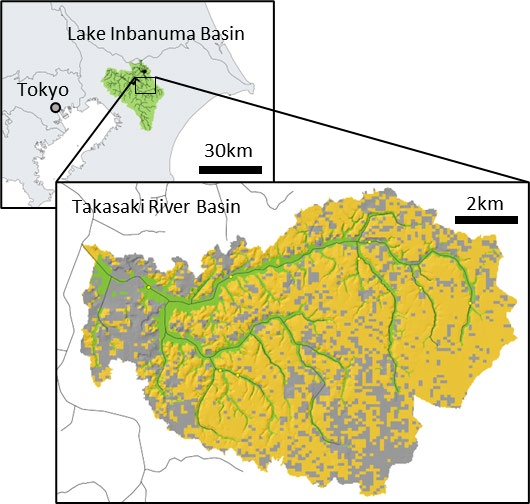 Lake Inbanuma Basin
Tokyo
30km
Takasaki River Basin
2km